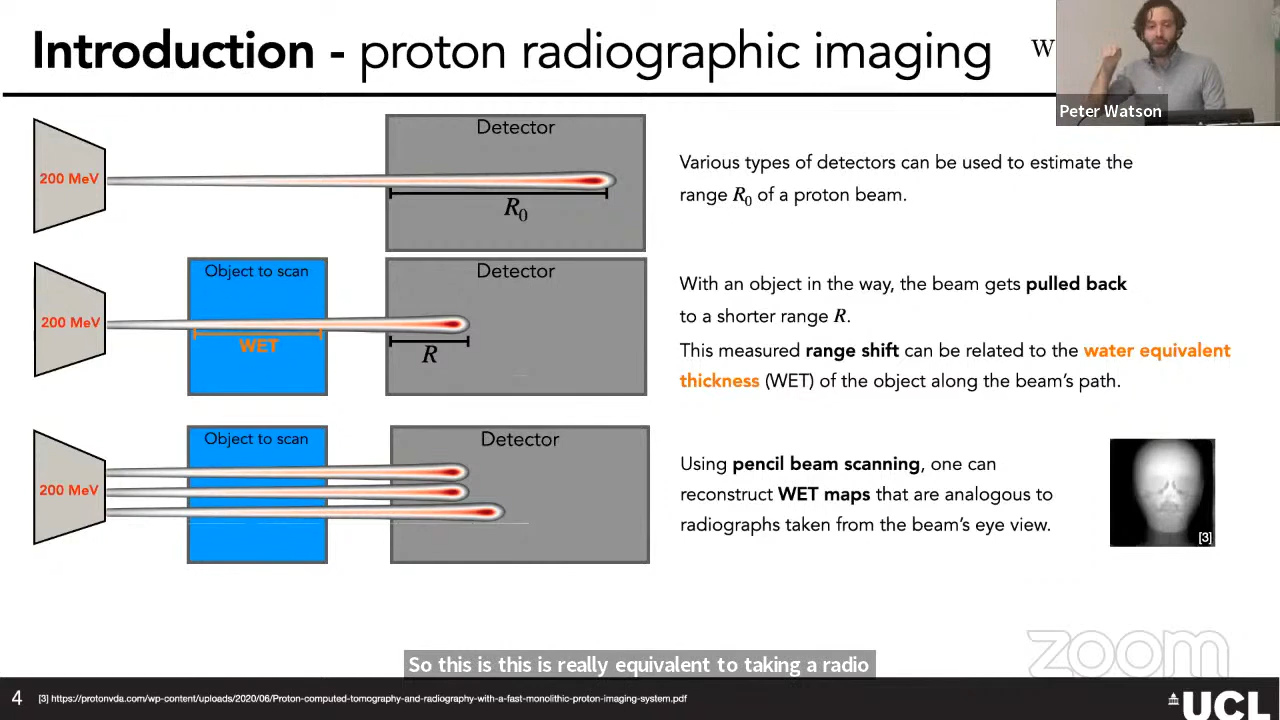 Introduction - proton radiographic imaging
W
Peter Watson
200 MeV
Detector
R₀
Various types of detectors can be used to estimate the
range R₀ of a proton beam.
200 MeV
Object to scan
WET
Detector
R
With an object in the way, the beam gets pulled back
to a shorter range R.
This measured range shift can be related to the water equivalent
thickness (WET) of the object along the beam's path.
200 MeV
Object to scan
Detector
Using pencil beam scanning, one can
reconstruct WET maps that are analogous to
radiographs taken from the beam's eye view.
[3]
So this is this is really equivalent to taking a radio
zoom
4
[3] https://protonvda.com/wp-content/uploads/2020/06/Proton-computed-tomography-and-radiography-with-a-fast-monolithic-proton-imaging-system.pdf
UCL